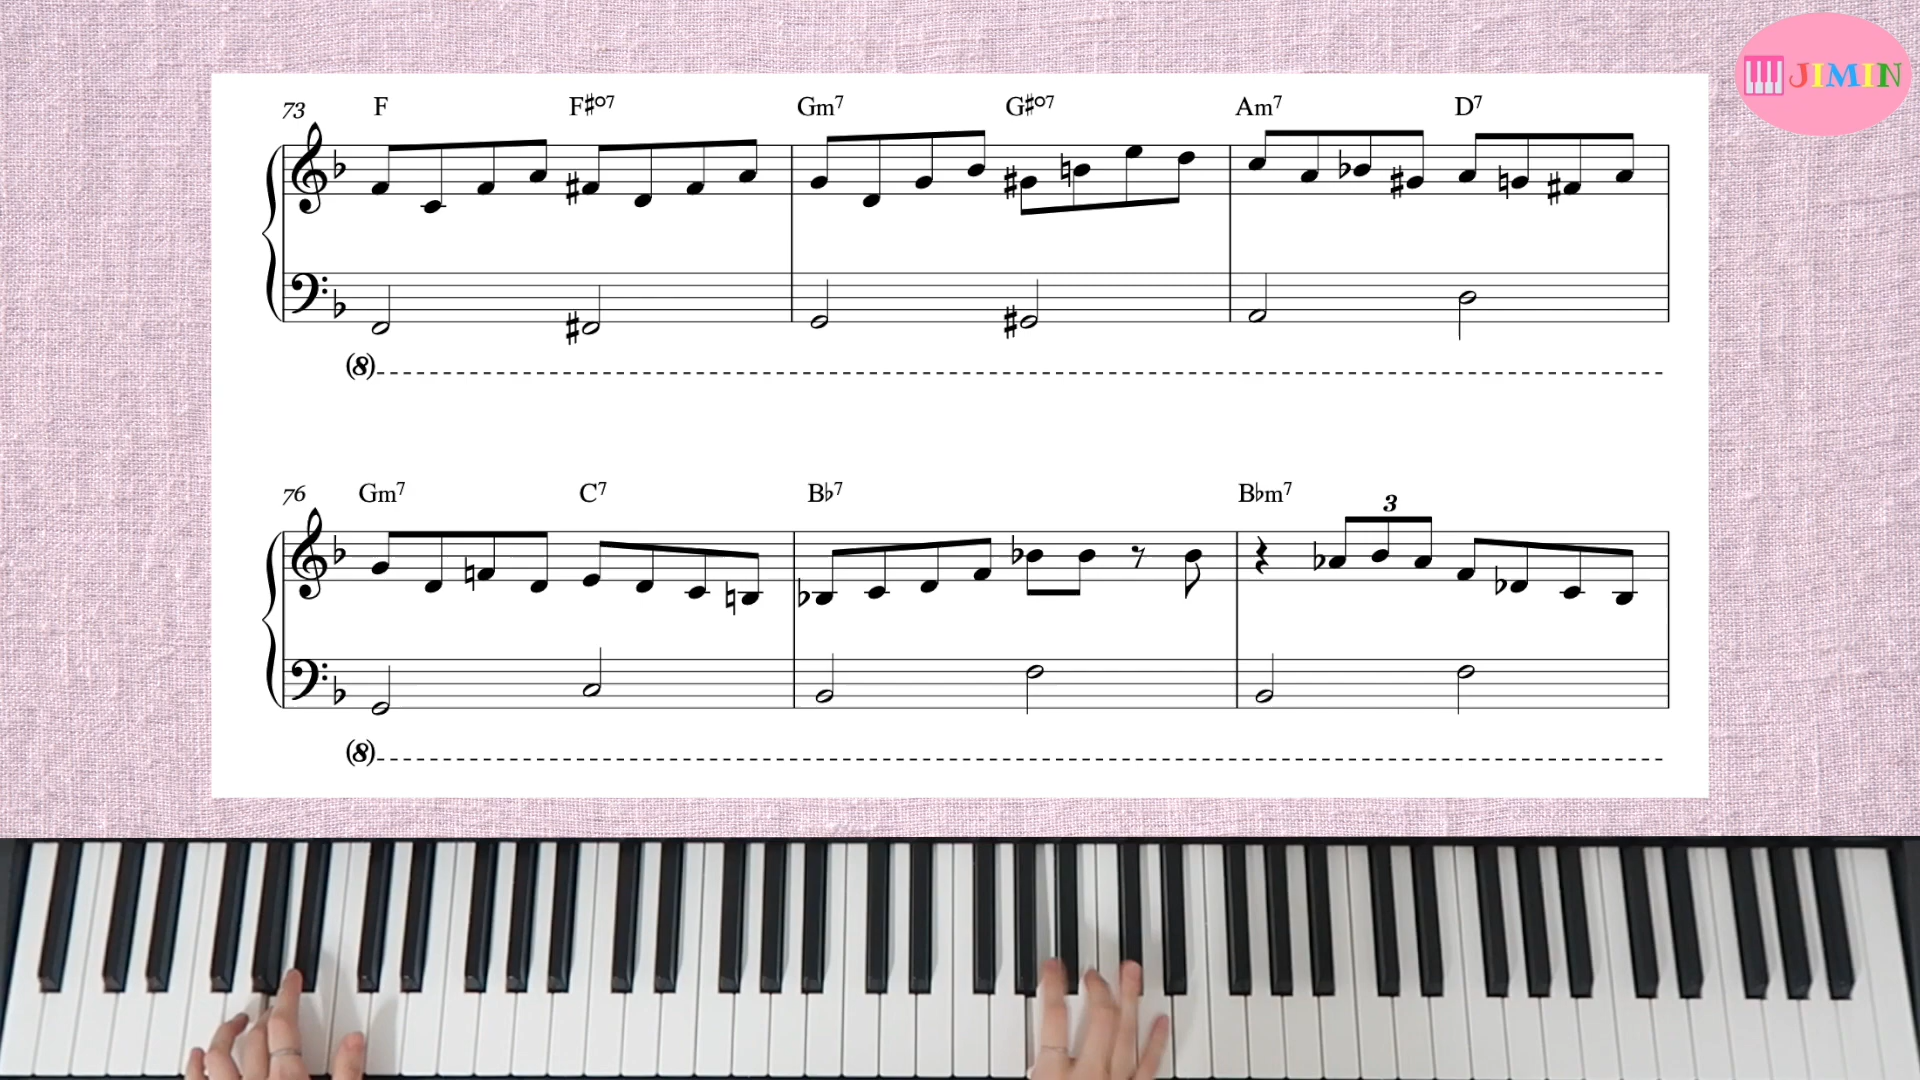 JIMIN
73 F F♯o7 Gm7 G♯o7 Am7 D7
(8)
76 Gm7 C7 B♭7 B♭m7
3
(8)